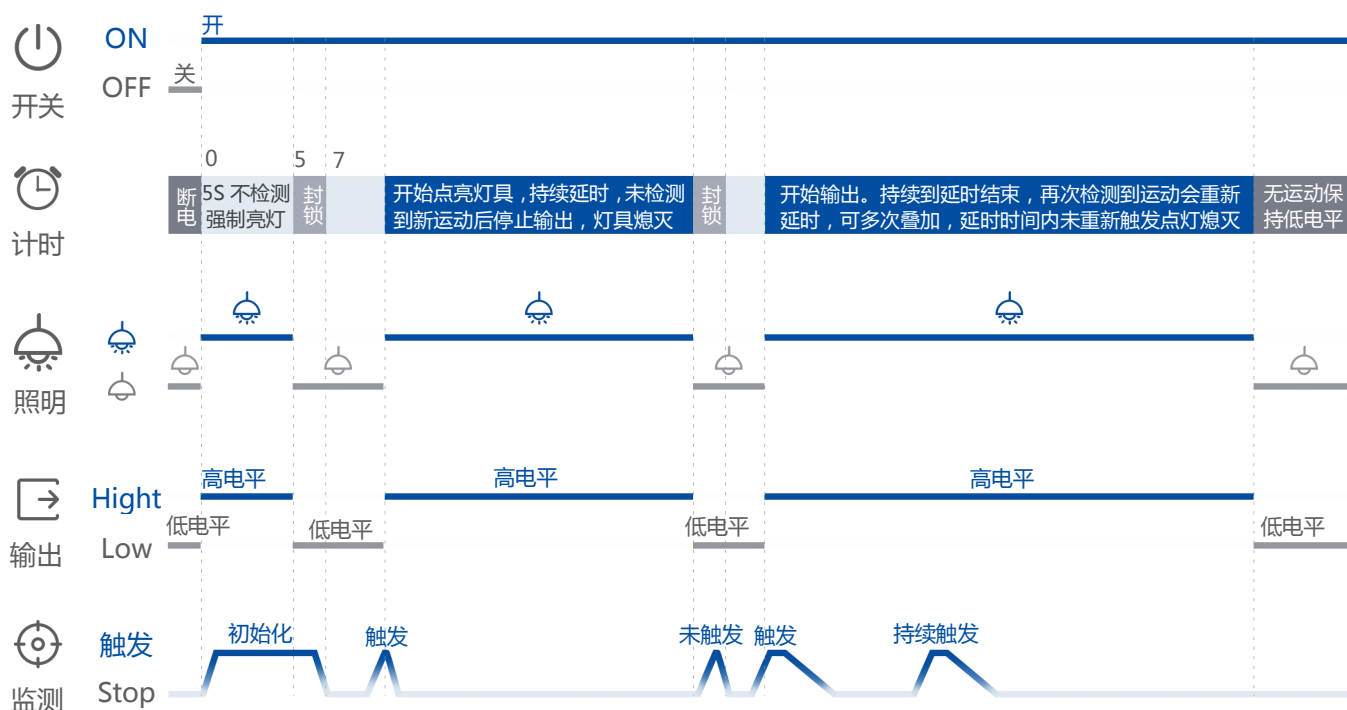 开
ON
关
OFF
开关
0
5
7
断电
5S 不检测
强制亮灯
封锁
开始点亮灯具，持续延时，未检测
到新运动后停止输出，灯具熄灭
封锁
开始输出。持续到延时结束，再次检测到运动会重新
延时，可多次叠加，延时时间内未重新触发点灯熄灭
无运动保
持低电平
计时
照明
高电平
高电平
高电平
Hight
低电平
低电平
低电平
低电平
Low
输出
初始化
触发
未触发
触发
持续触发
触发
Stop
监测